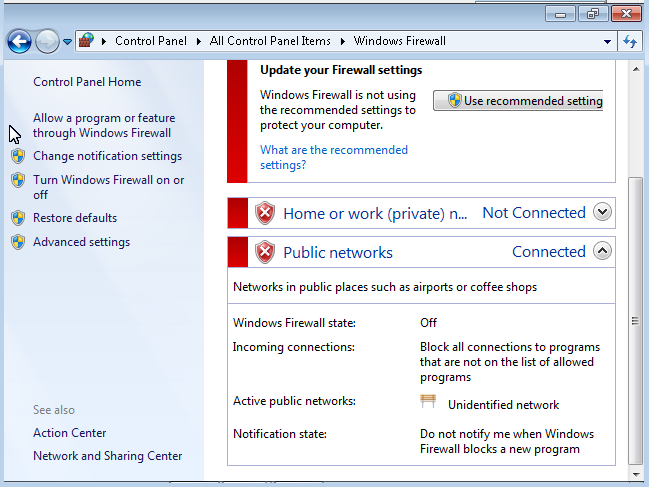 Control Panel
All Control Panel Items
Windows Firewall
Control Panel Home
Allow a program or feature
through Windows Firewall
Change notification settings
Turn Windows Firewall on or
off
Restore defaults
Advanced settings
See also
Action Center
Network and Sharing Center
Update your Firewall settings
Windows Firewall is not using
the recommended settings to
protect your computer.
Use recommended setting
What are the recommended
settings?
Home or work (private) n... Not Connected
Public networks Connected
Networks in public places such as airports or coffee shops
Windows Firewall state: Off
Incoming connections: Block all connections to programs
that are not on the list of allowed
programs
Active public networks: Unidentified network
Notification state: Do not notify me when Windows
Firewall blocks a new program